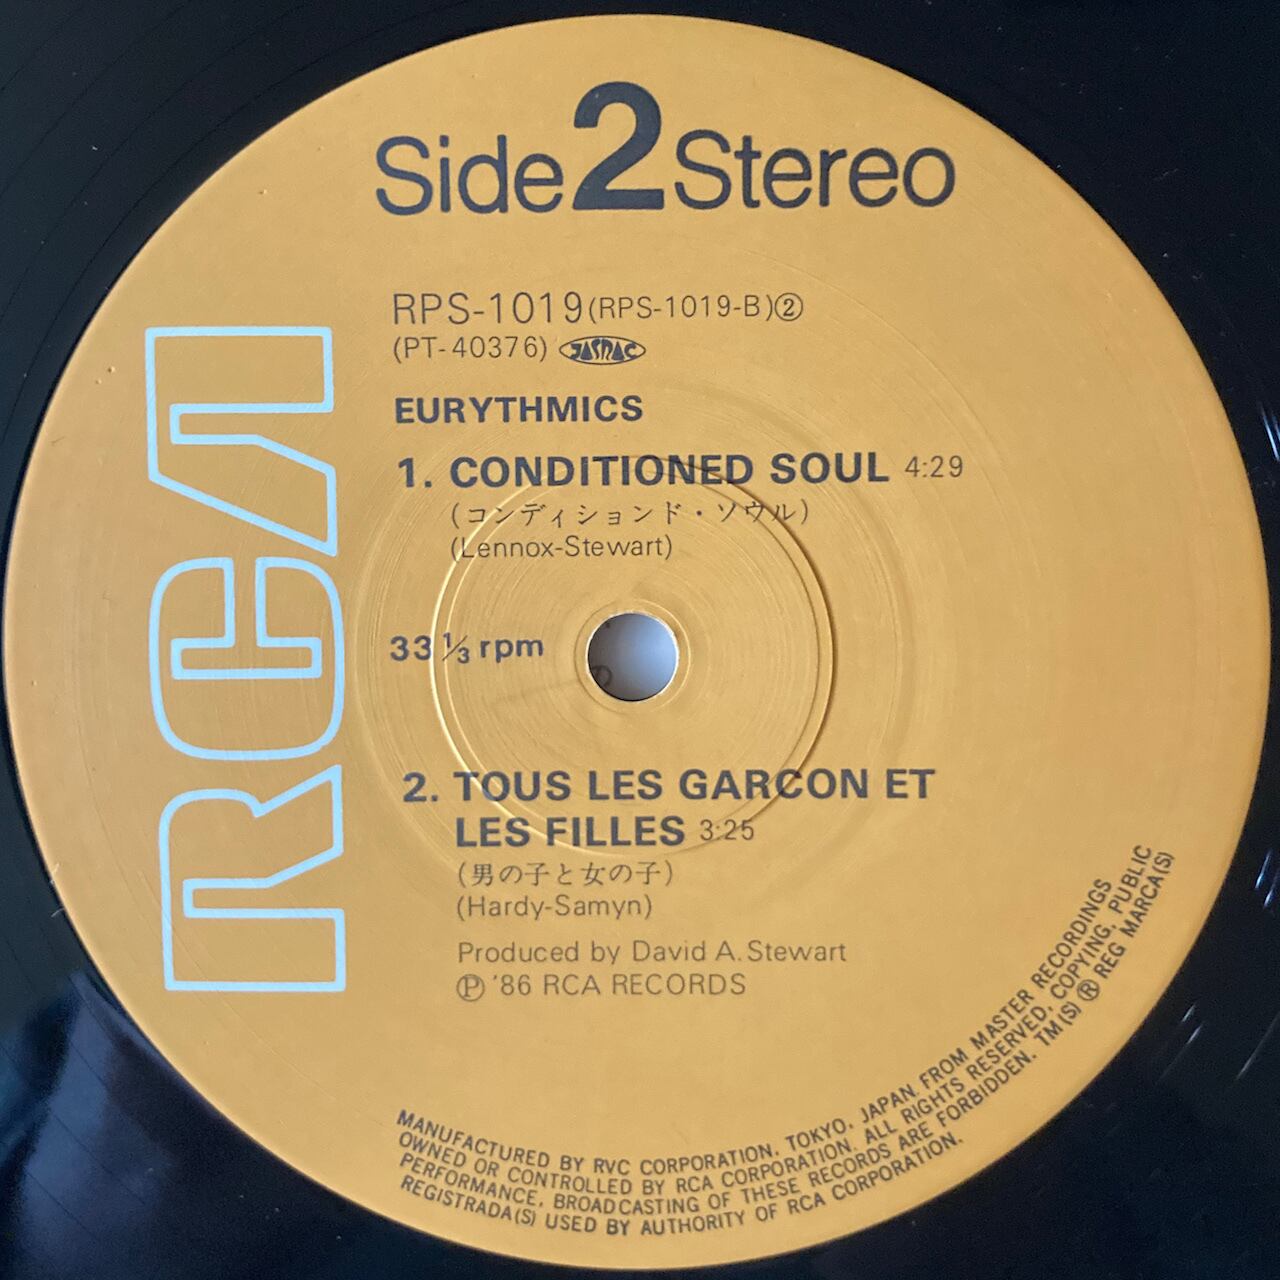 Side 2 Stereo
RPS-1019(RPS-1019-B)②
(PT-40376) JASRAC
EURYTHMICS
1. CONDITIONED SOUL 4:29
(コンディションド・ソウル)
(Lennox-Stewart)
33 1/3 rpm
2. TOUS LES GARCON ET
LES FILLES 3:25
(男の子と女の子)
(Hardy-Samyn)
Produced by David A. Stewart
℗ '86 RCA RECORDS
RCA
MANUFACTURED BY RVC CORPORATION, TOKYO, JAPAN, FROM MASTER RECORDINGS
OWNED OR CONTROLLED BY RCA CORPORATION. ALL RIGHTS RESERVED, COPYING, PUBLIC
PERFORMANCE, BROADCASTING OF THESE RECORDS ARE FORBIDDEN. TM(S) ® REG MARCA(S)
REGISTRADA(S) USED BY AUTHORITY OF RCA CORPORATION.